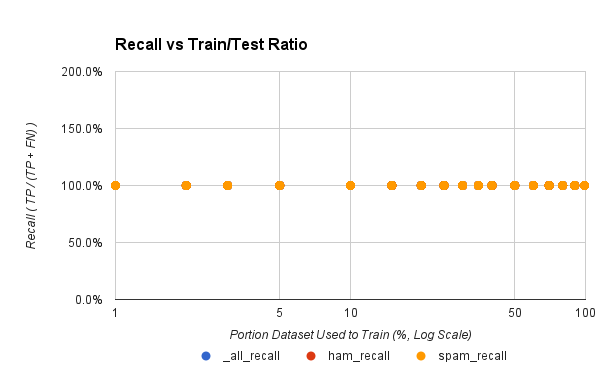 Recall vs Train/Test Ratio
200.0%
150.0%
100.0%
50.0%
0.0%
Recall ( TP / (TP + FN) )
1
5
10
50
100
Portion Dataset Used to Train (%, Log Scale)
_all_recall
ham_recall
spam_recall